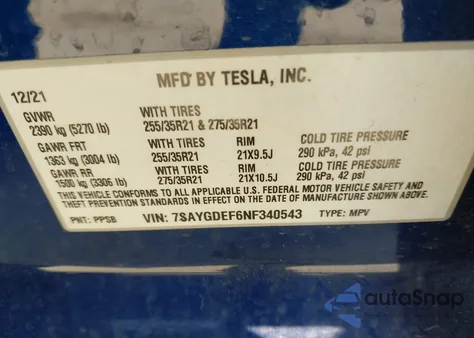 MFD BY TESLA, INC.
12/21
GVWR WITH TIRES
2390 kg (5270 lb) 255/35R21 & 275/35R21
GAWR FRT WITH TIRES RIM COLD TIRE PRESSURE
1363 kg (3004 lb) 255/35R21 21X9.5J 290 kPa, 42 psi
GAWR RR WITH TIRES RIM COLD TIRE PRESSURE
1500 kg (3306 lb) 275/35R21 21X10.5J 290 kPa, 42 psi
THIS VEHICLE CONFORMS TO ALL APPLICABLE U.S. FEDERAL MOTOR VEHICLE SAFETY AND
THEFT PREVENTION STANDARDS IN EFFECT ON THE DATE OF MANUFACTURE SHOWN ABOVE.
PNT: PPSB VIN: 7SAYGDEF6NF340543 TYPE: MPV
autoSnap